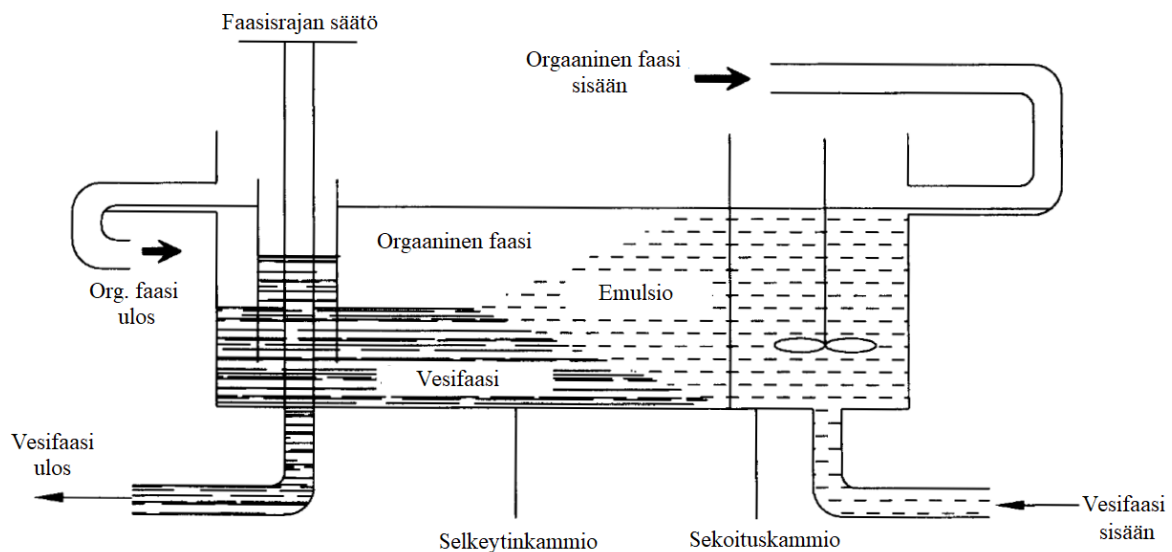 Faasisrajan säätö
Orgaaninen faasi
sisään
Orgaaninen faasi
Org. faasi
ulos
Emulsio
Vesifaasi
Vesifaasi
ulos
Selkeytinkammio
Sekoituskammio
Vesifaasi
sisään